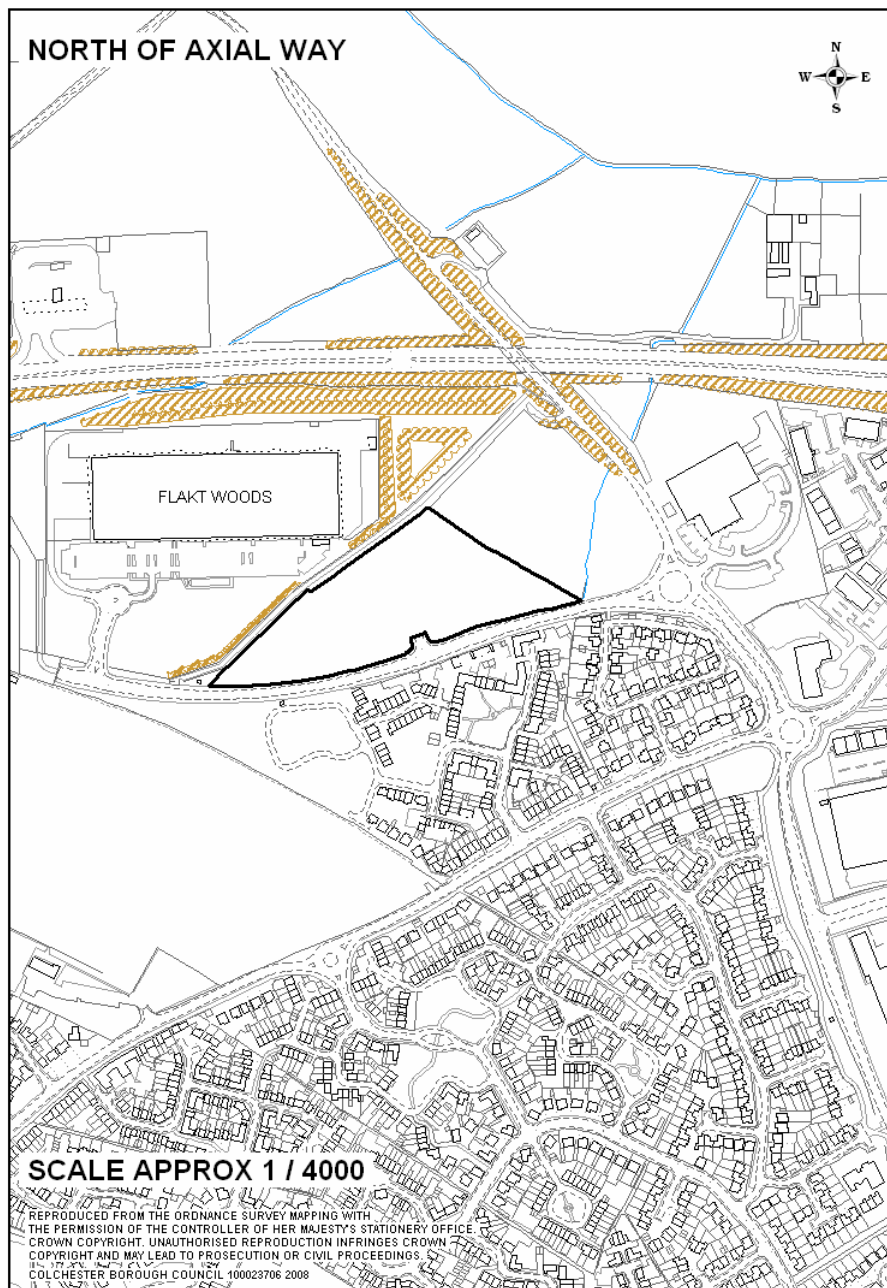 NORTH OF AXIAL WAY
N
W E
S
FLAKT WOODS
SCALE APPROX 1 / 4000
REPRODUCED FROM THE ORDNANCE SURVEY MAPPING WITH
THE PERMISSION OF THE CONTROLLER OF HER MAJESTY'S STATIONERY OFFICE.
CROWN COPYRIGHT. UNAUTHORISED REPRODUCTION INFRINGES CROWN
COPYRIGHT AND MAY LEAD TO PROSECUTION OR CIVIL PROCEEDINGS.
COLCHESTER BOROUGH COUNCIL 100023706 2008